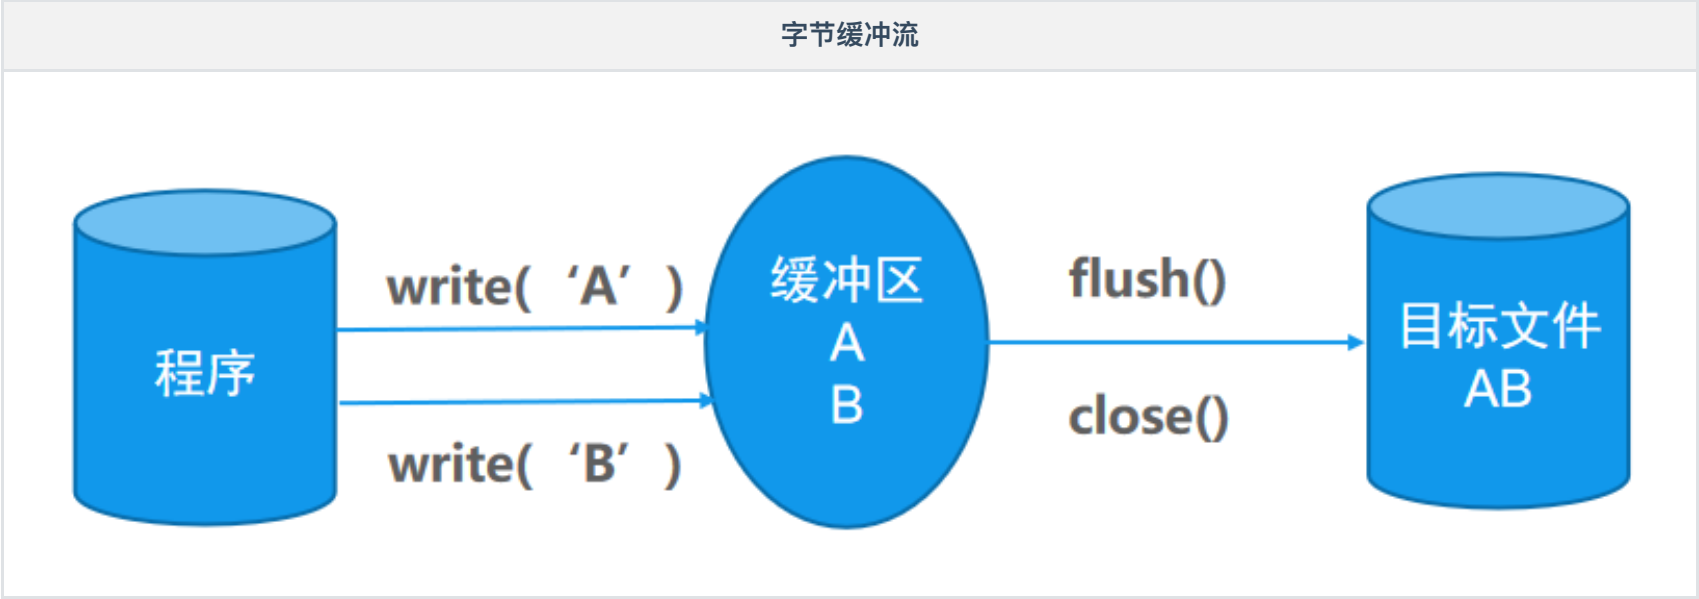 字节缓冲流
程序
write(‘A’)
write(‘B’)
缓冲区
A
B
flush()
close()
目标文件
AB